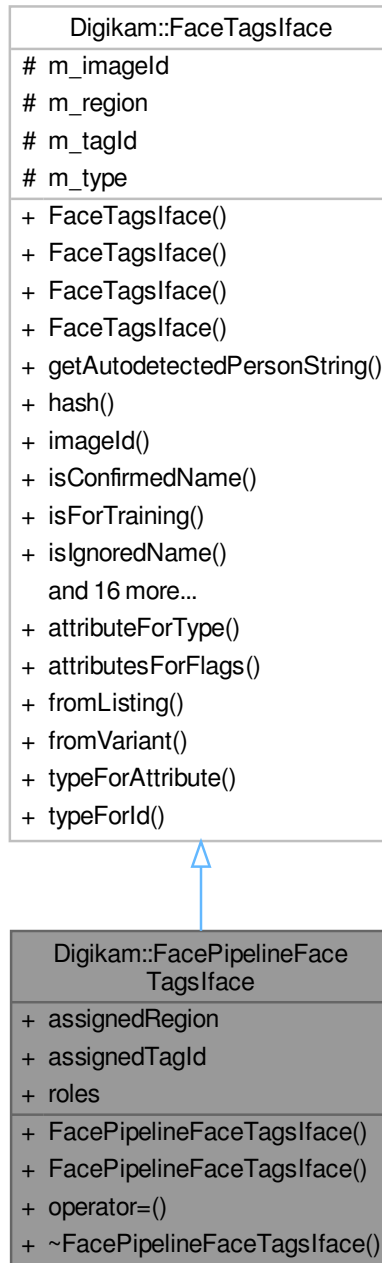 Digikam::FaceTagsIface
# m_imageId
# m_region
# m_tagId
# m_type
+ FaceTagsIface()
+ FaceTagsIface()
+ FaceTagsIface()
+ FaceTagsIface()
+ getAutodetectedPersonString()
+ hash()
+ imageId()
+ isConfirmedName()
+ isForTraining()
+ isIgnoredName()
and 16 more...
+ attributeForType()
+ attributesForFlags()
+ fromListing()
+ fromVariant()
+ typeForAttribute()
+ typeForId()
Digikam::FacePipelineFace
TagsIface
+ assignedRegion
+ assignedTagId
+ roles
+ FacePipelineFaceTagsIface()
+ FacePipelineFaceTagsIface()
+ operator=()
+ ~FacePipelineFaceTagsIface()